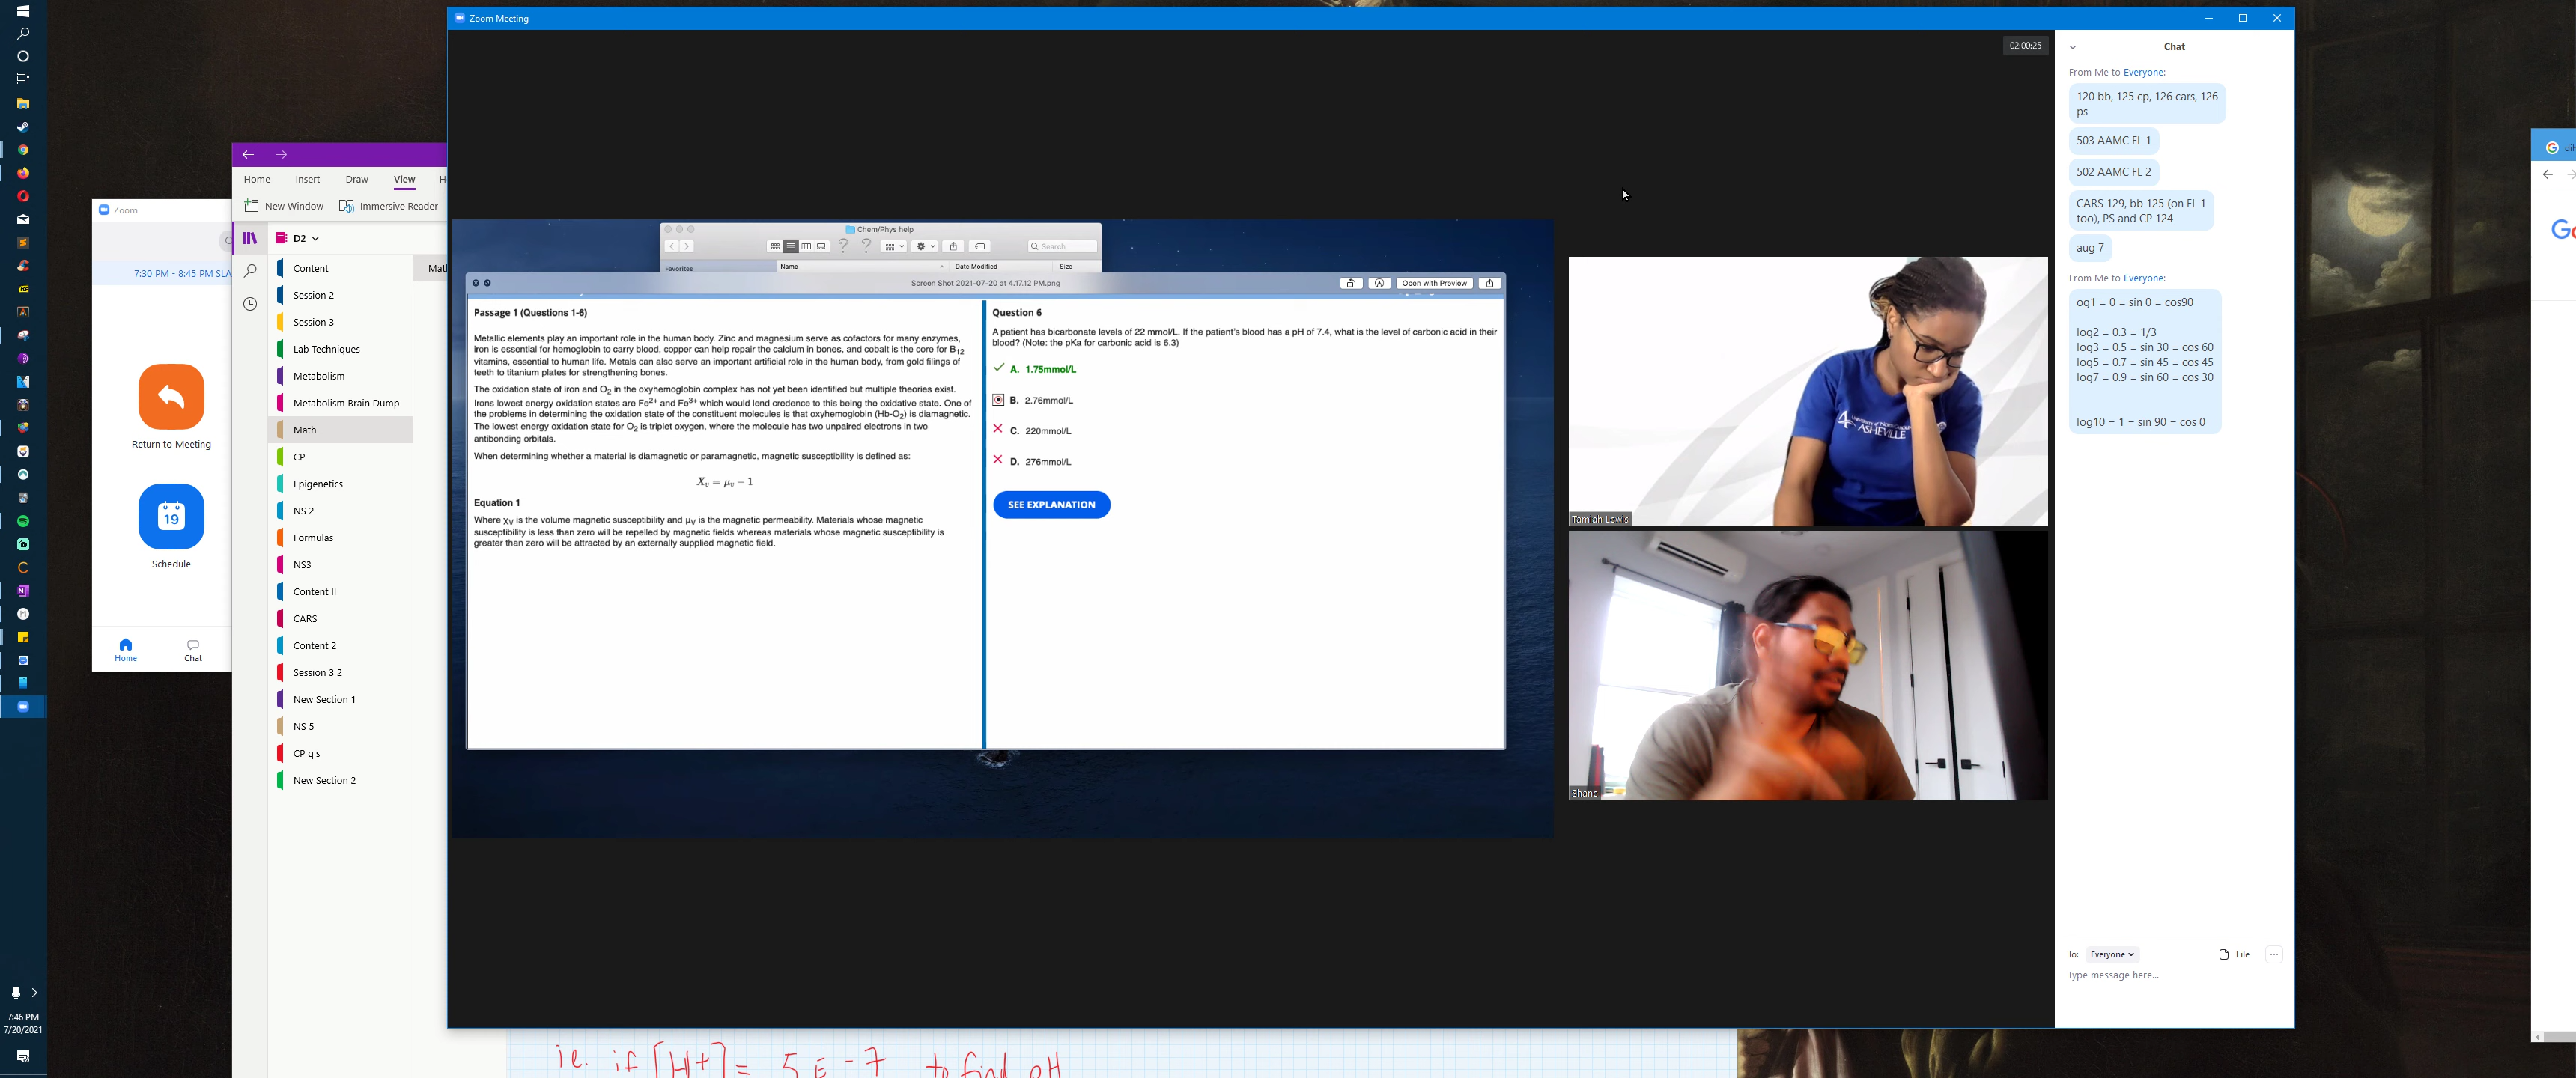 Zoom Meeting
02:00:25
Chat
From Me to Everyone:
120 bb, 125 cp, 126 cars, 126
ps
503 AAMC FL 1
502 AAMC FL 2
CARS 129, bb 125 (on FL 1
too), PS and CP 124
aug 7
From Me to Everyone:
og1 = 0 = sin 0 = cos90
log2 = 0.3 = 1/3
log3 = 0.5 = sin 30 = cos 60
log5 = 0.7 = sin 45 = cos 45
log7 = 0.9 = sin 60 = cos 30
log10 = 1 = sin 90 = cos 0
To: Everyone
File
Type message here...
Zoom
7:30 PM - 8:45 PM SLA
Return to Meeting
19
Schedule
Home
Chat
Home Insert Draw View H
New Window Immersive Reader
D2
Content
Session 2
Session 3
Lab Techniques
Metabolism
Metabolism Brain Dump
Math
CP
Epigenetics
NS 2
Formulas
NS3
Content II
CARS
Content 2
Session 3 2
New Section 1
NS 5
CP q's
New Section 2
Chem/Phys help
Search
Favorites
Name Date Modified Size
Screen Shot 2021-07-20 at 4.17.12 PM.png
Open with Preview
Passage 1 (Questions 1-6)
Metallic elements play an important role in the human body. Zinc and magnesium serve as cofactors for many enzymes,
iron is essential for hemoglobin to carry blood, copper can help repair the calcium in bones, and cobalt is the core for B12
vitamins, essential to human life. Metals can also serve an important artificial role in the human body, from gold filings of
teeth to titanium plates for strengthening bones.
The oxidation state of iron and O2 in the oxyhemoglobin complex has not yet been identified but multiple theories exist.
Irons lowest energy oxidation states are Fe2+ and Fe3+ which would lend credence to this being the oxidative state. One of
the problems in determining the oxidation state of the constituent molecules is that oxyhemoglobin (Hb-O2) is diamagnetic.
The lowest energy oxidation state for O2 is triplet oxygen, where the molecule has two unpaired electrons in two
antibonding orbitals.
When determining whether a material is diamagnetic or paramagnetic, magnetic susceptibility is defined as:
Xv = μv − 1
Equation 1
Where χv is the volume magnetic susceptibility and μv is the magnetic permeability. Materials whose magnetic
susceptibility is less than zero will be repelled by magnetic fields whereas materials whose magnetic susceptibility is
greater than zero will be attracted by an externally supplied magnetic field.
Question 6
A patient has bicarbonate levels of 22 mmol/L. If the patient's blood has a pH of 7.4, what is the level of carbonic acid in their
blood? (Note: the pKa for carbonic acid is 6.3)
A. 1.75mmol/L
B. 2.76mmol/L
C. 220mmol/L
D. 276mmol/L
SEE EXPLANATION
ASHEVILLE
Tamiah Lewis
Shane
7:46 PM
7/20/2021
ie. if [H+] = 5 E -7 to find pH